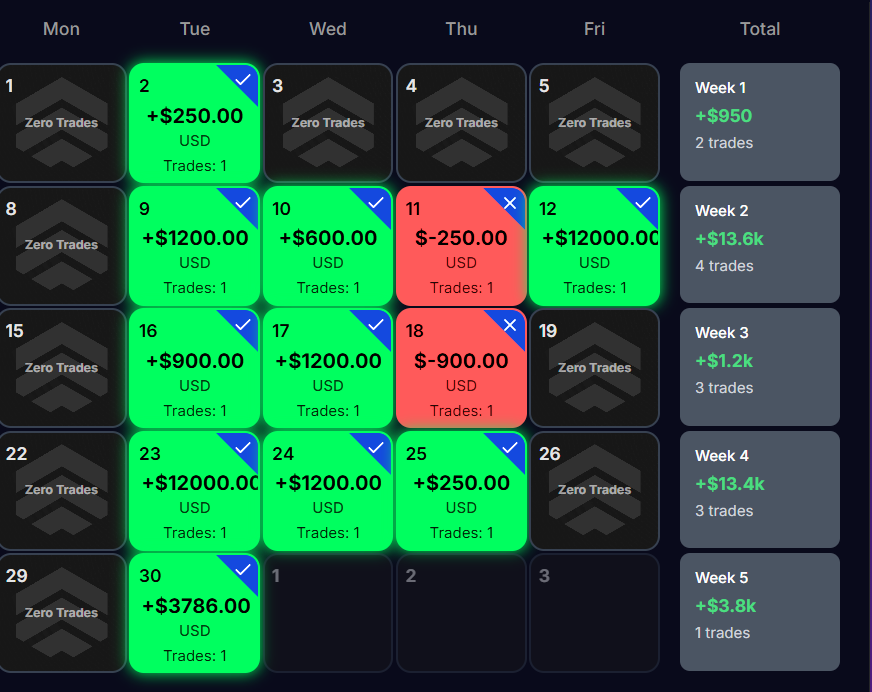 Mon Tue Wed Thu Fri Total
1
Zero Trades
2
+$250.00
USD
Trades: 1
3
Zero Trades
4
Zero Trades
5
Zero Trades
Week 1
+$950
2 trades
8
Zero Trades
9
+$1200.00
USD
Trades: 1
10
+$600.00
USD
Trades: 1
11
$-250.00
USD
Trades: 1
12
+$12000.00
USD
Trades: 1
Week 2
+$13.6k
4 trades
15
Zero Trades
16
+$900.00
USD
Trades: 1
17
+$1200.00
USD
Trades: 1
18
$-900.00
USD
Trades: 1
19
Zero Trades
Week 3
+$1.2k
3 trades
22
Zero Trades
23
+$12000.00
USD
Trades: 1
24
+$1200.00
USD
Trades: 1
25
+$250.00
USD
Trades: 1
26
Zero Trades
Week 4
+$13.4k
3 trades
29
Zero Trades
30
+$3786.00
USD
Trades: 1
1
2
3
Week 5
+$3.8k
1 trades